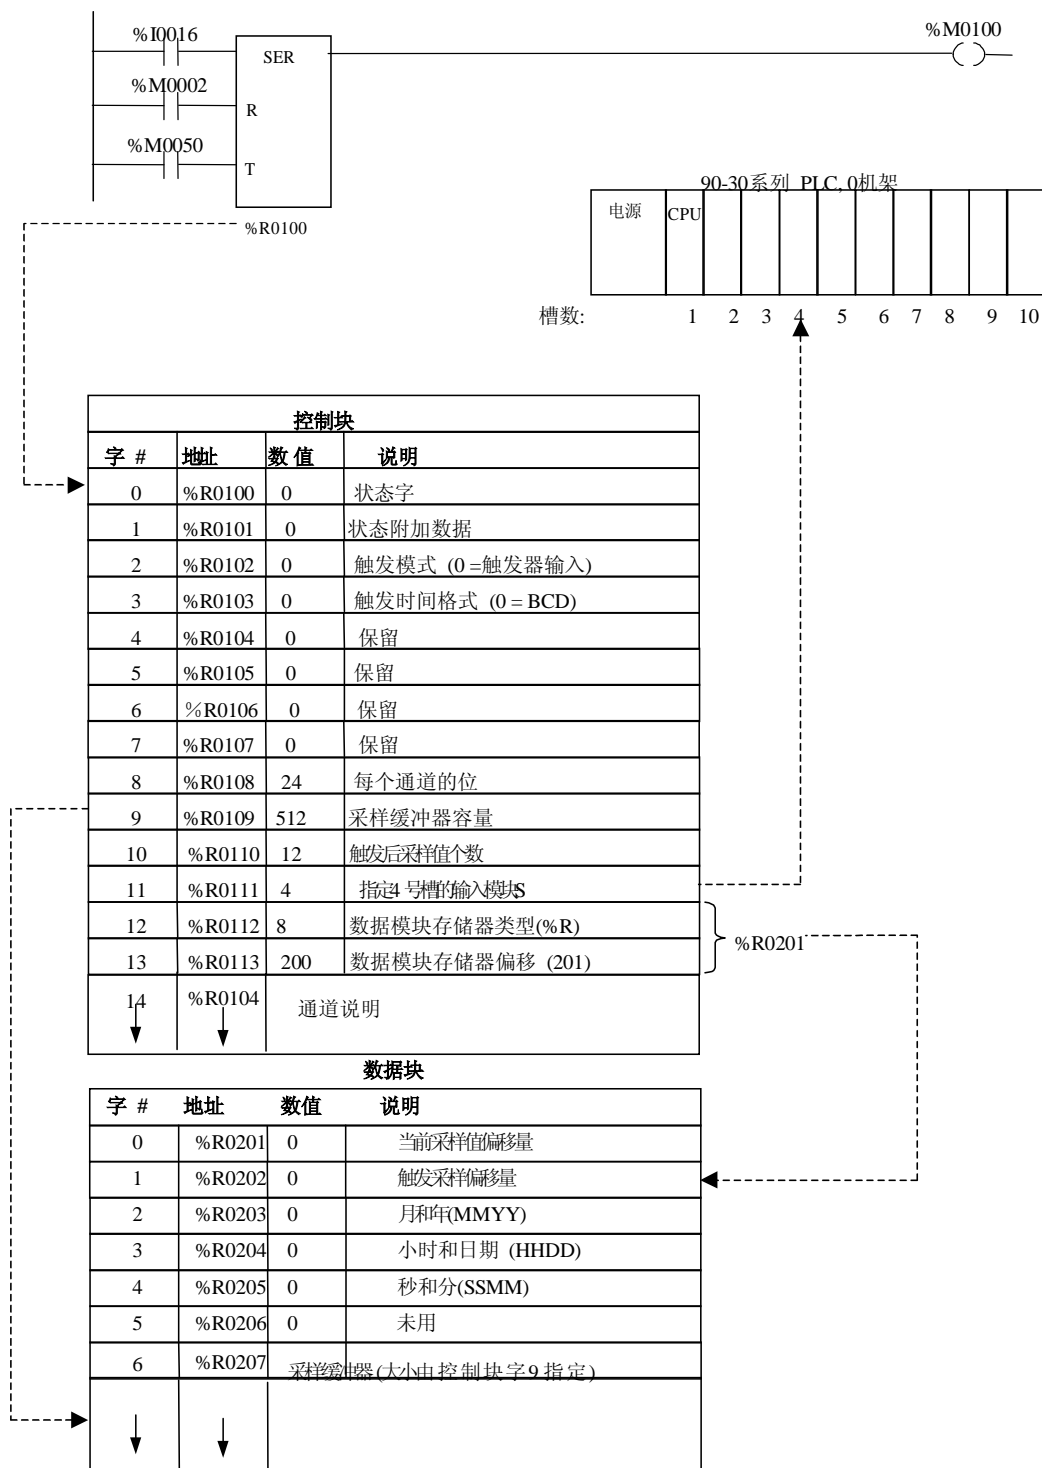 %I0016
%M0100
SER
%M0002
R
%M0050
T
90-30系列 PLC, 0机架
电源 CPU
%R0100
槽数: 1 2 3 4 5 6 7 8 9 10
控制块
字 # 地址 数值 说明
0 %R0100 0 状态字
1 %R0101 0 状态附加数据
2 %R0102 0 触发模式 (0 =触发器输入)
3 %R0103 0 触发时间格式 (0 = BCD)
4 %R0104 0 保留
5 %R0105 0 保留
6 %R0106 0 保留
7 %R0107 0 保留
8 %R0108 24 每个通道的位
9 %R0109 512 采样缓冲器容量
10 %R0110 12 触发后采样值个数
11 %R0111 4 指定4 号槽的输入模块S
12 %R0112 8 数据模块存储器类型(%R)
%R0201
13 %R0113 200 数据模块存储器偏移 (201)
14 %R0104 通道说明
数据块
字 # 地址 数值 说明
0 %R0201 0 当前采样值偏移量
1 %R0202 0 触发采样偏移量
2 %R0203 0 月和年(MMYY)
3 %R0204 0 小时和日期 (HHDD)
4 %R0205 0 秒和分(SSMM)
5 %R0206 0 未用
6 %R0207 采样缓冲器(大小由控制块字9指定)